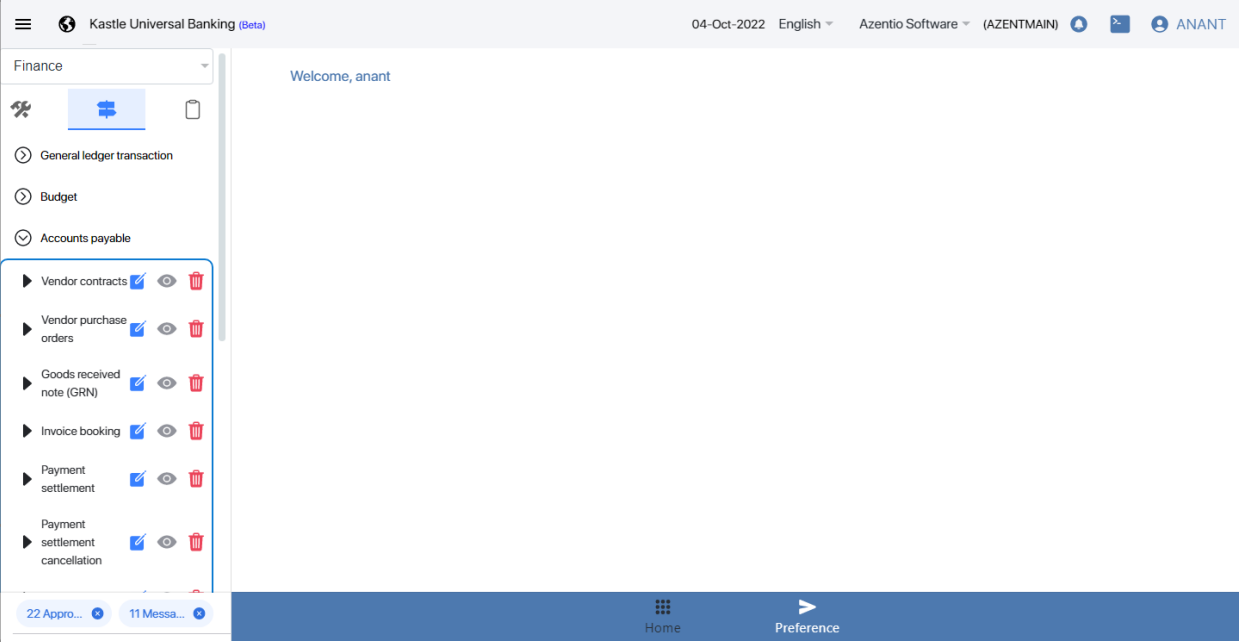 Kastle Universal Banking (Beta)
04-Oct-2022 English Azentio Software (AZENTMAIN) ANANT
Finance
Welcome, anant
General ledger transaction
Budget
Accounts payable
Vendor contracts
Vendor purchase
orders
Goods received
note (GRN)
Invoice booking
Payment
settlement
Payment
settlement
cancellation
22 Appro... 11 Messa...
Home
Preference